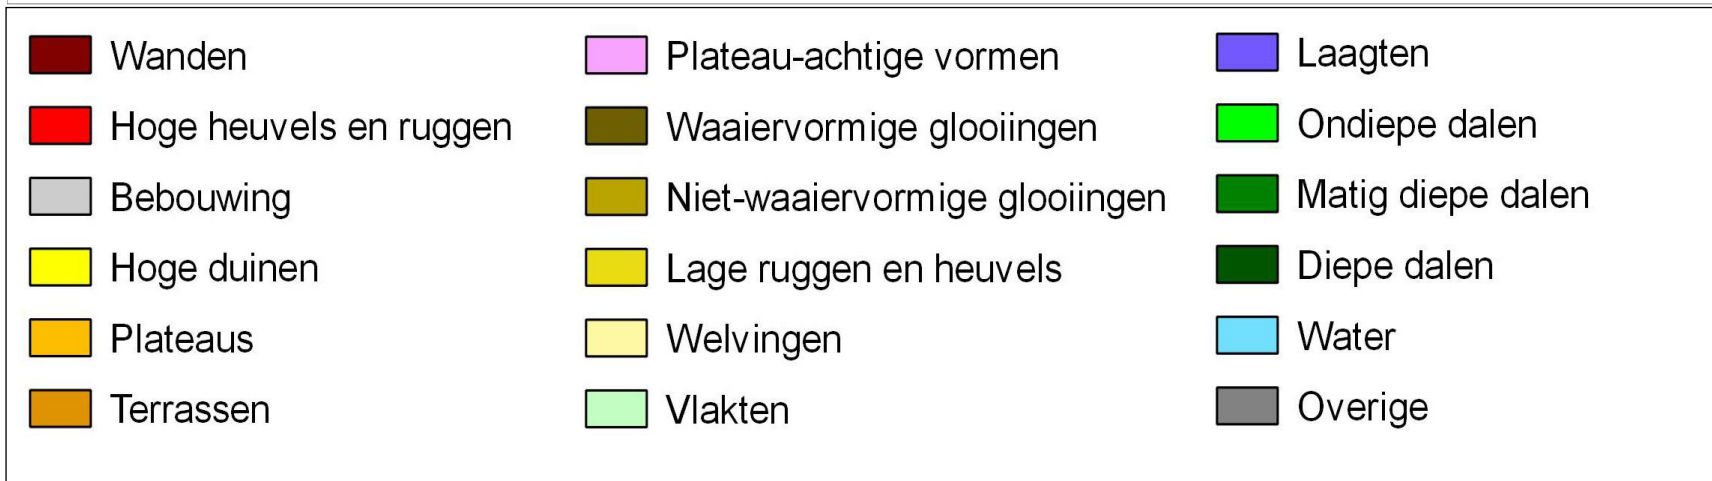 Wanden
Hoge heuvels en ruggen
Bebouwing
Hoge duinen
Plateaus
Terrassen
Plateau-achtige vormen
Waaiervormige glooiingen
Niet-waaiervormige glooiingen
Lage ruggen en heuvels
Welvingen
Vlakten
Laagten
Ondiepe dalen
Matig diepe dalen
Diepe dalen
Water
Overige